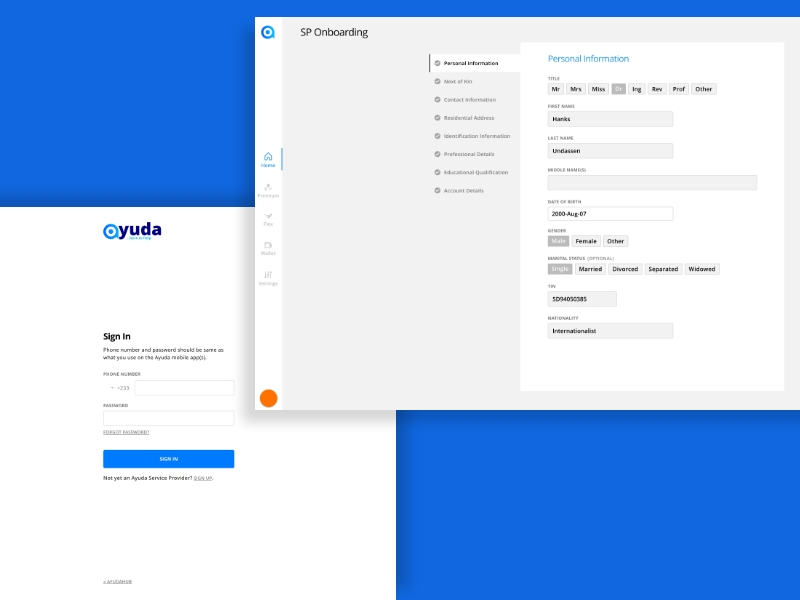 SP Onboarding
Home
Premium
Flex
Wallet
Settings
Personal Information
Next of Kin
Contact Information
Residential Address
Identification Information
Professional Details
Educational Qualification
Account Details
Personal Information
TITLE
Mr Mrs Miss Dr Ing Rev Prof Other
FIRST NAME
Hanks
LAST NAME
Undassen
MIDDLE NAME(S)
DATE OF BIRTH
2000-Aug-07
GENDER
Male Female Other
MARITAL STATUS (OPTIONAL)
Single Married Divorced Separated Widowed
TIN
SD94050385
NATIONALITY
Internationalist
ayuda
Sign In
Phone number and password should be same as
what you use on the Ayuda mobile app(s).
PHONE NUMBER
+233
PASSWORD
FORGOT PASSWORD?
SIGN IN
Not yet an Ayuda Service Provider? SIGN UP.
« AYUDAHUB